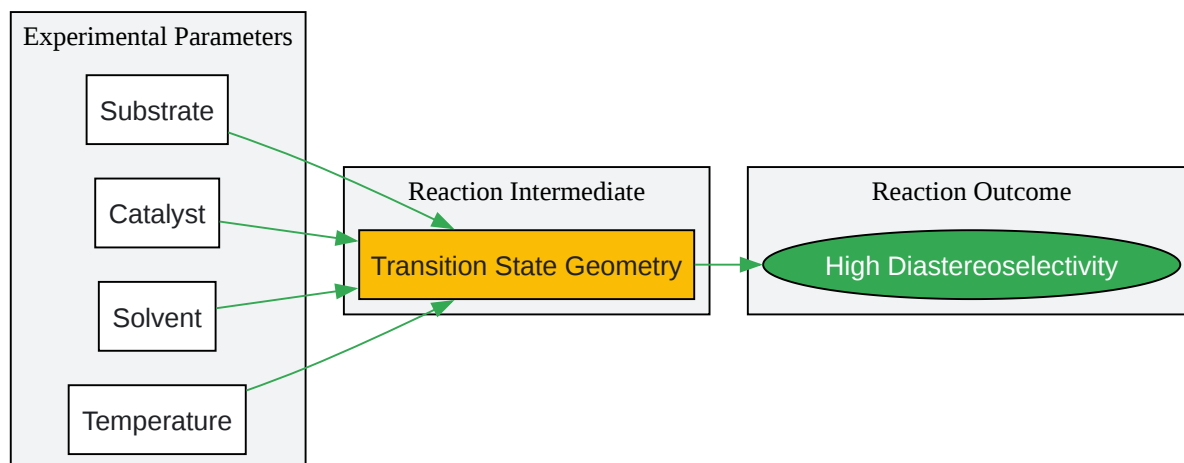 Experimental Parameters
Substrate
Catalyst
Solvent
Temperature
Reaction Intermediate
Transition State Geometry
Reaction Outcome
High Diastereoselectivity